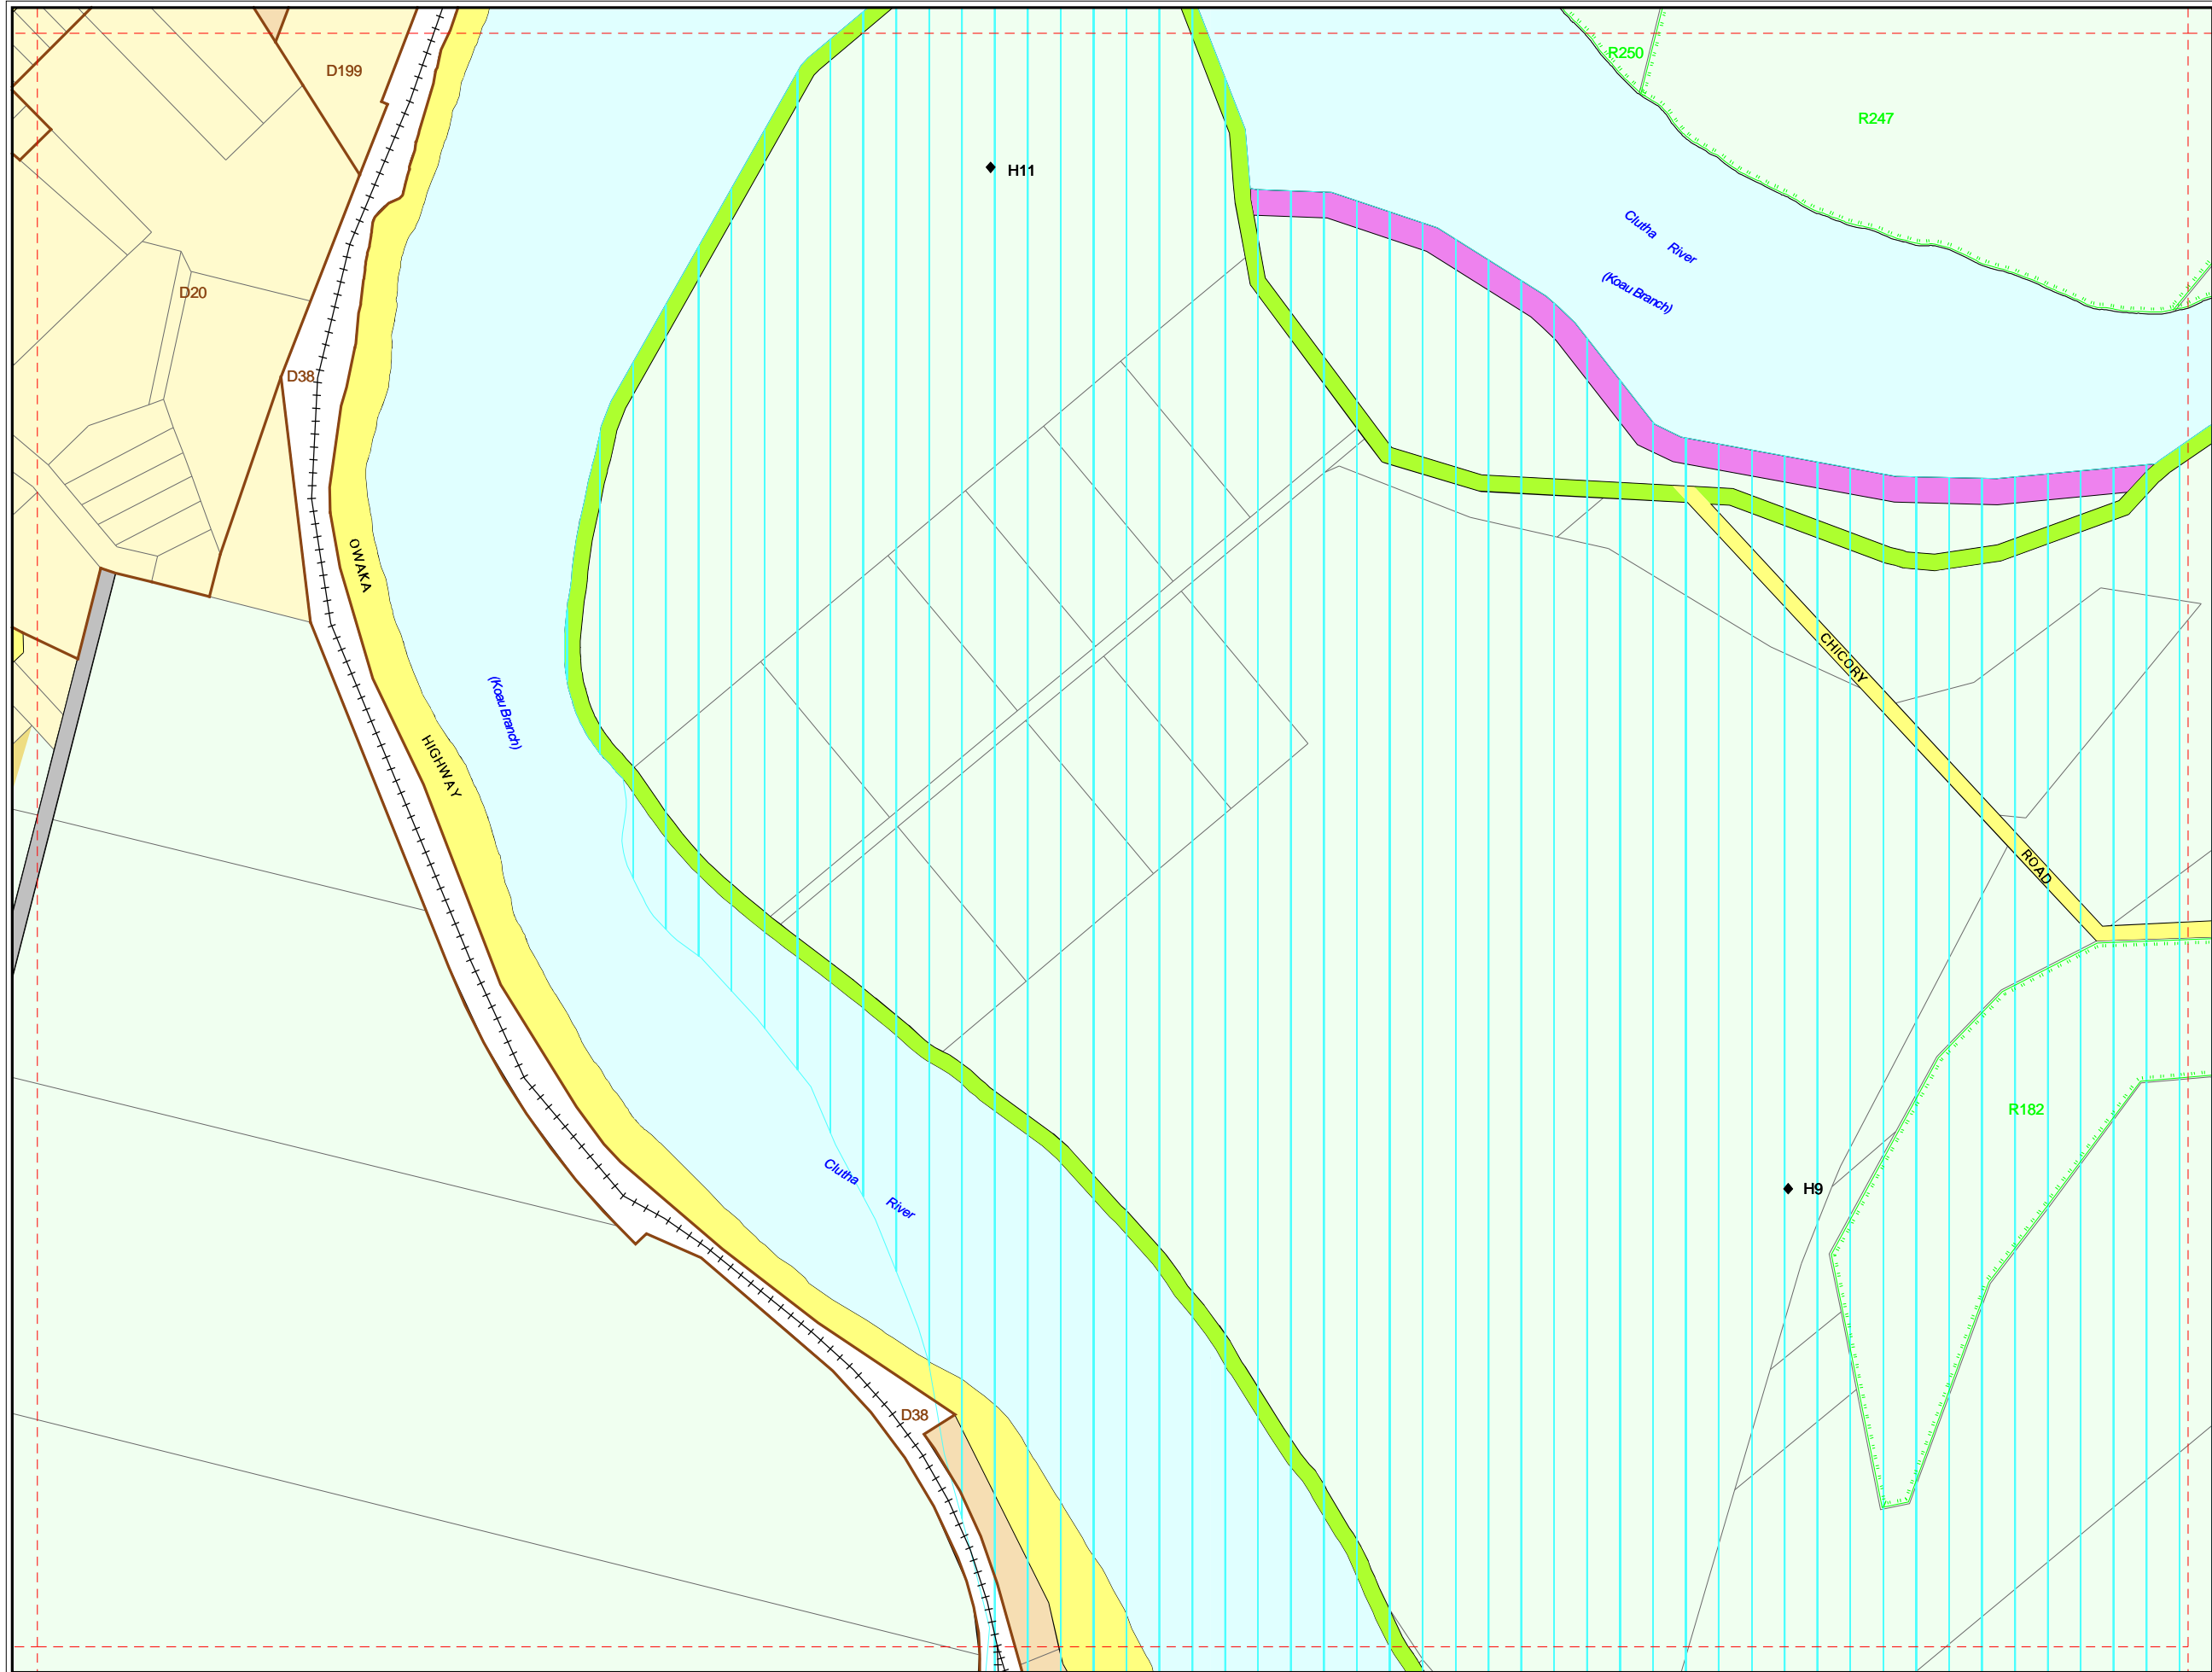 R250
D199
R247
H11
Clutha River
(Koau Branch)
D20
D38
OWAKA
HIGHWAY
(Koau Branch)
CHICORY
ROAD
R182
Clutha River
H9
D38